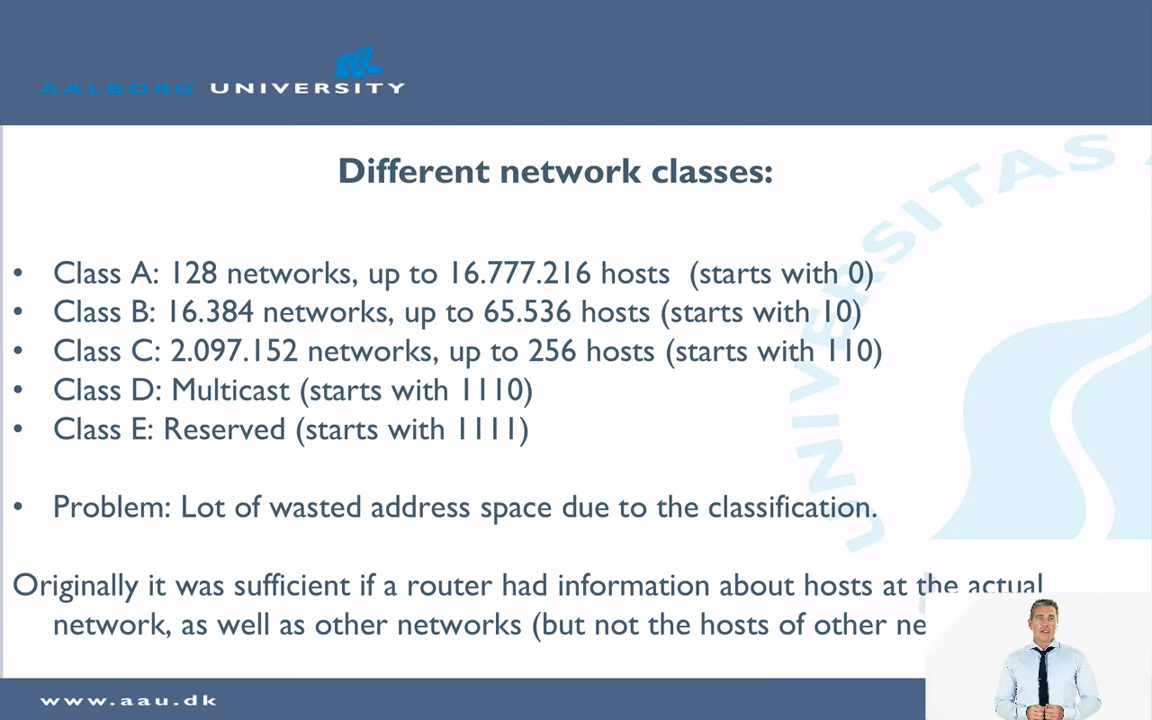 AALBORG UNIVERSITY
Different network classes:
• Class A: 128 networks, up to 16.777.216 hosts (starts with 0)
• Class B: 16.384 networks, up to 65.536 hosts (starts with 10)
• Class C: 2.097.152 networks, up to 256 hosts (starts with 110)
• Class D: Multicast (starts with 1110)
• Class E: Reserved (starts with 1111)
• Problem: Lot of wasted address space due to the classification.
Originally it was sufficient if a router had information about hosts at the actual
network, as well as other networks (but not the hosts of other
UNIVERSITAS
www.aau.dk